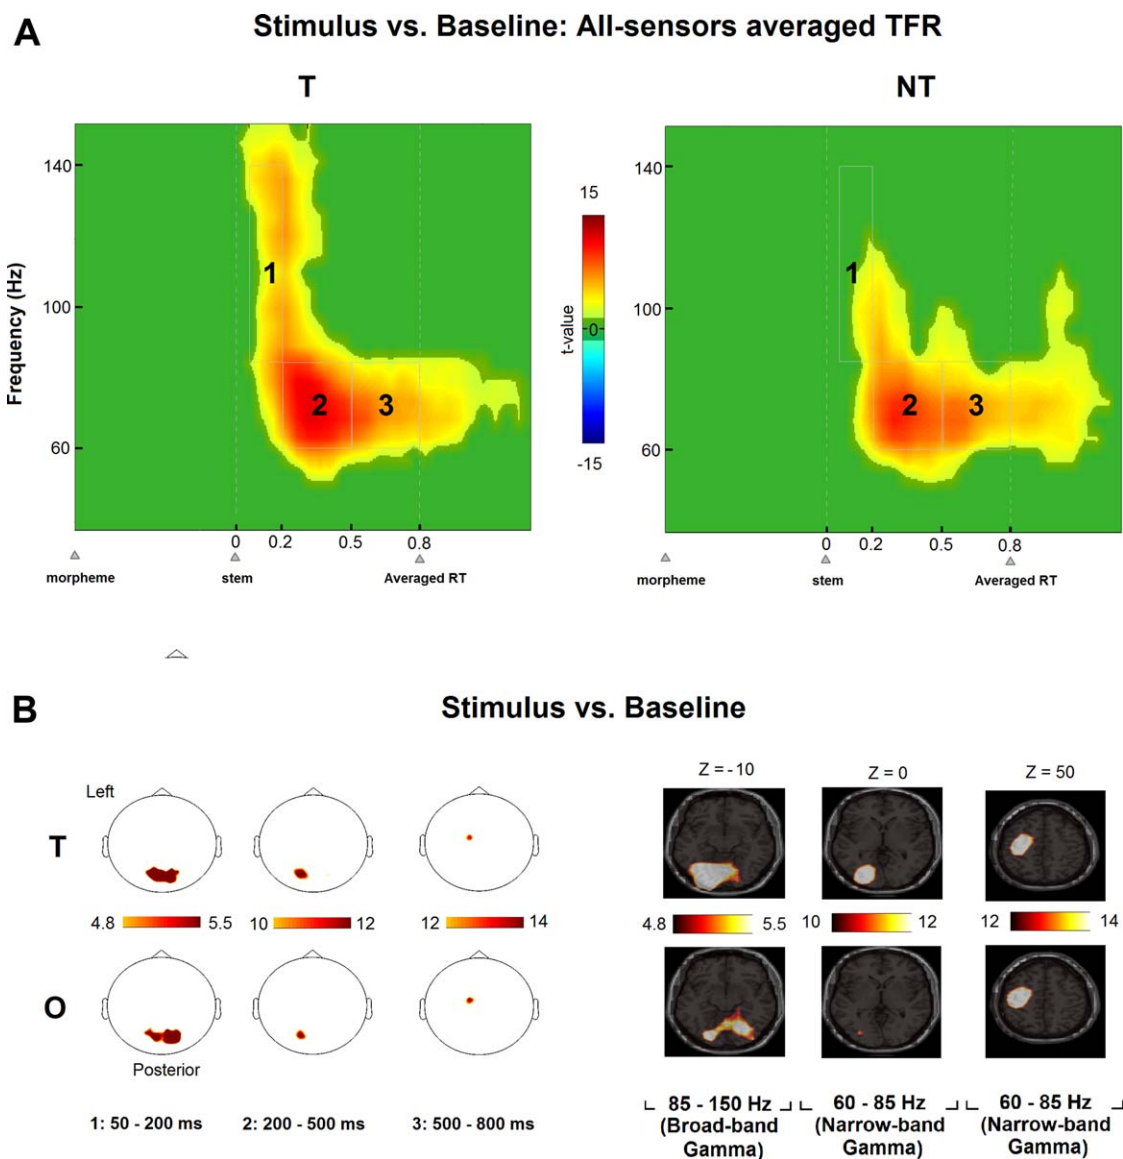 A
Stimulus vs. Baseline: All-sensors averaged TFR
T
NT
Frequency (Hz)
140
100
60
1
2
3
0
0.2
0.5
0.8
morpheme
stem
Averaged RT
15
t-value
0
-15
140
100
60
1
2
3
0
0.2
0.5
0.8
morpheme
stem
Averaged RT
B
Stimulus vs. Baseline
Left
T
4.8 5.5
10 12
12 14
O
Posterior
1: 50 - 200 ms
2: 200 - 500 ms
3: 500 - 800 ms
Z = -10
Z = 0
Z = 50
4.8 5.5
10 12
12 14
85 - 150 Hz
(Broad-band
Gamma)
60 - 85 Hz
(Narrow-band
Gamma)
60 - 85 Hz
(Narrow-band
Gamma)